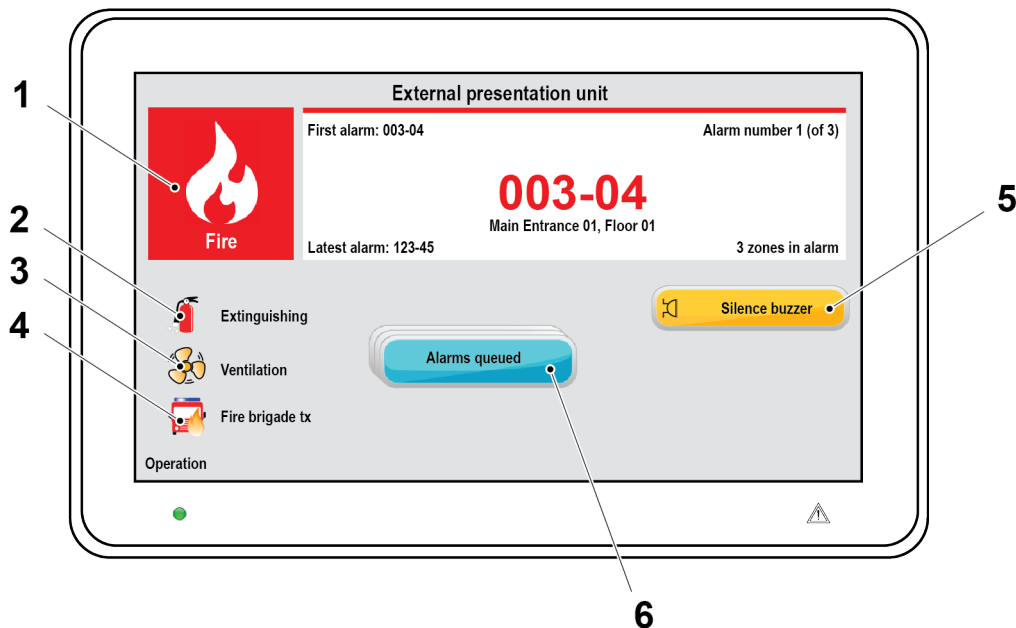 External presentation unit
1
First alarm: 003-04
Alarm number 1 (of 3)
003-04
Main Entrance 01, Floor 01
Fire
Latest alarm: 123-45
3 zones in alarm
2
3
4
5
Extinguishing
Silence buzzer
Alarms queued
Ventilation
Fire brigade tx
Operation
6